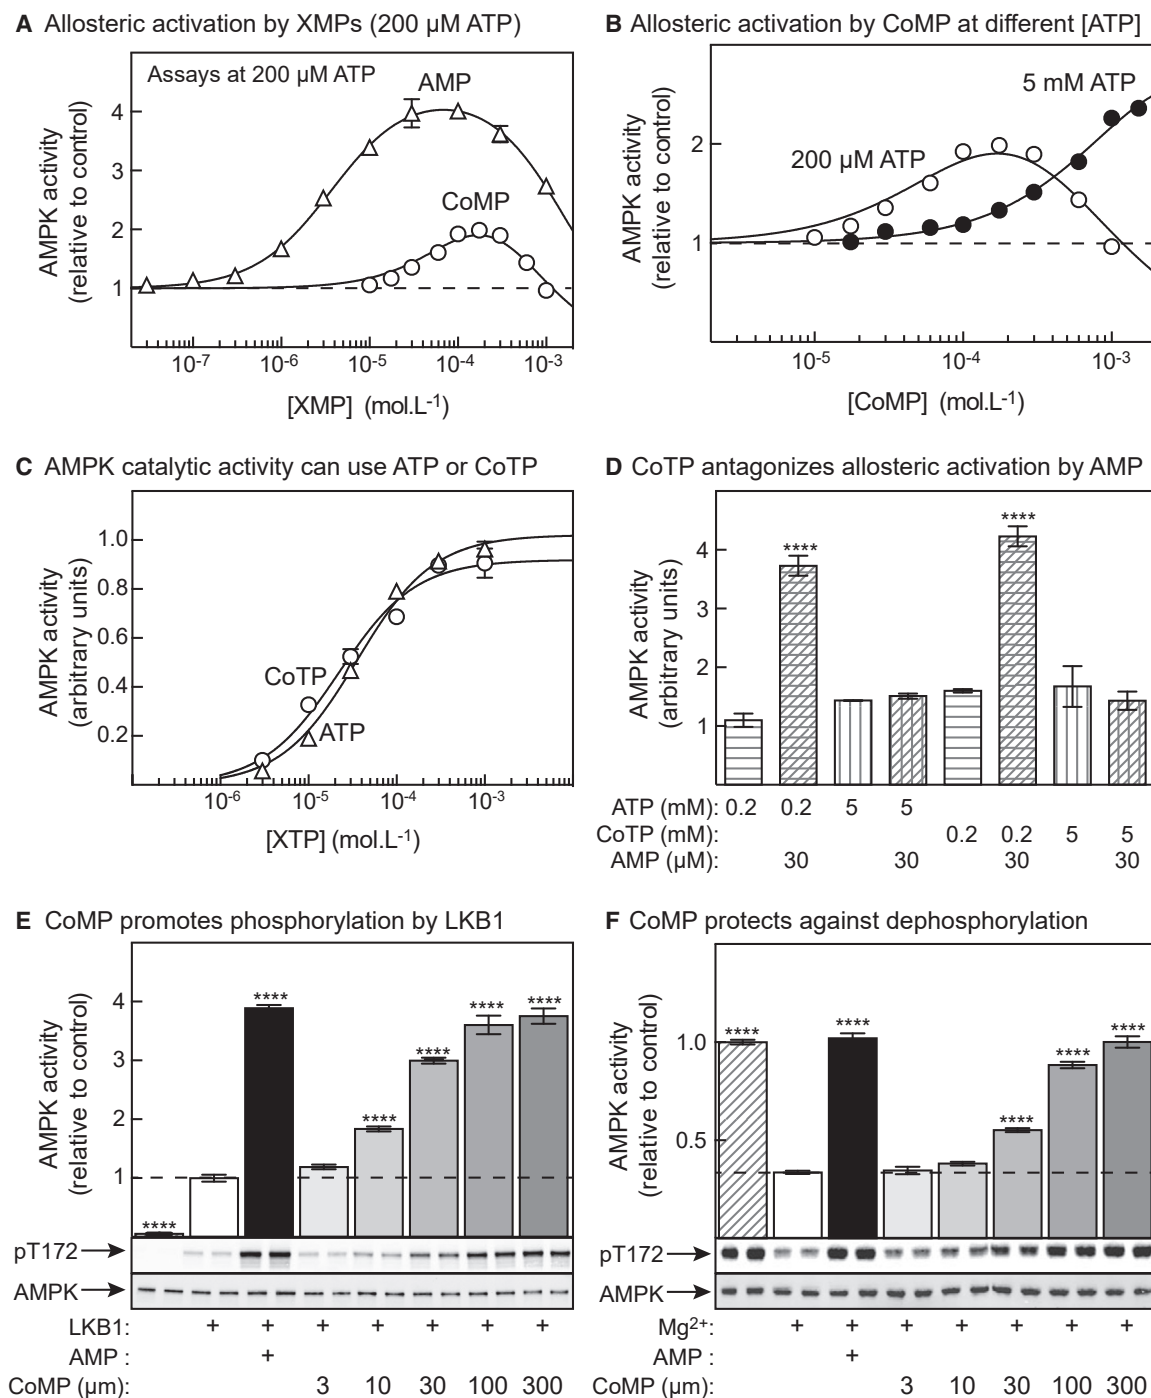 A Allosteric activation by XMPs (200 µM ATP)
Assays at 200 µM ATP
AMP
CoMP
AMPK activity
(relative to control)
4
3
2
1
10-7 10-6 10-5 10-4 10-3
[XMP] (mol.L-1)
B Allosteric activation by CoMP at different [ATP]
5 mM ATP
200 µM ATP
AMPK activity
(relative to control)
2
1
10-5 10-4 10-3
[CoMP] (mol.L-1)
C AMPK catalytic activity can use ATP or CoTP
AMPK activity
(arbitrary units)
1.0
0.8
0.6
0.4
0.2
CoTP
ATP
10-6 10-5 10-4 10-3
[XTP] (mol.L-1)
D CoTP antagonizes allosteric activation by AMP
AMPK activity
(arbitrary units)
4
3
2
1
**** ****
ATP (mM): 0.2 0.2 5 5
CoTP (mM): 0.2 0.2 5 5
AMP (µM): 30 30 30 30
E CoMP promotes phosphorylation by LKB1
AMPK activity
(relative to control)
4
3
2
1
**** **** **** **** **** ****
pT172
AMPK
LKB1: + + + + + + +
AMP : +
CoMP (µm): 3 10 30 100 300
F CoMP protects against dephosphorylation
AMPK activity
(relative to control)
1.0
0.5
**** **** **** **** ****
pT172
AMPK
Mg2+: + + + + + + +
AMP : +
CoMP (µm): 3 10 30 100 300